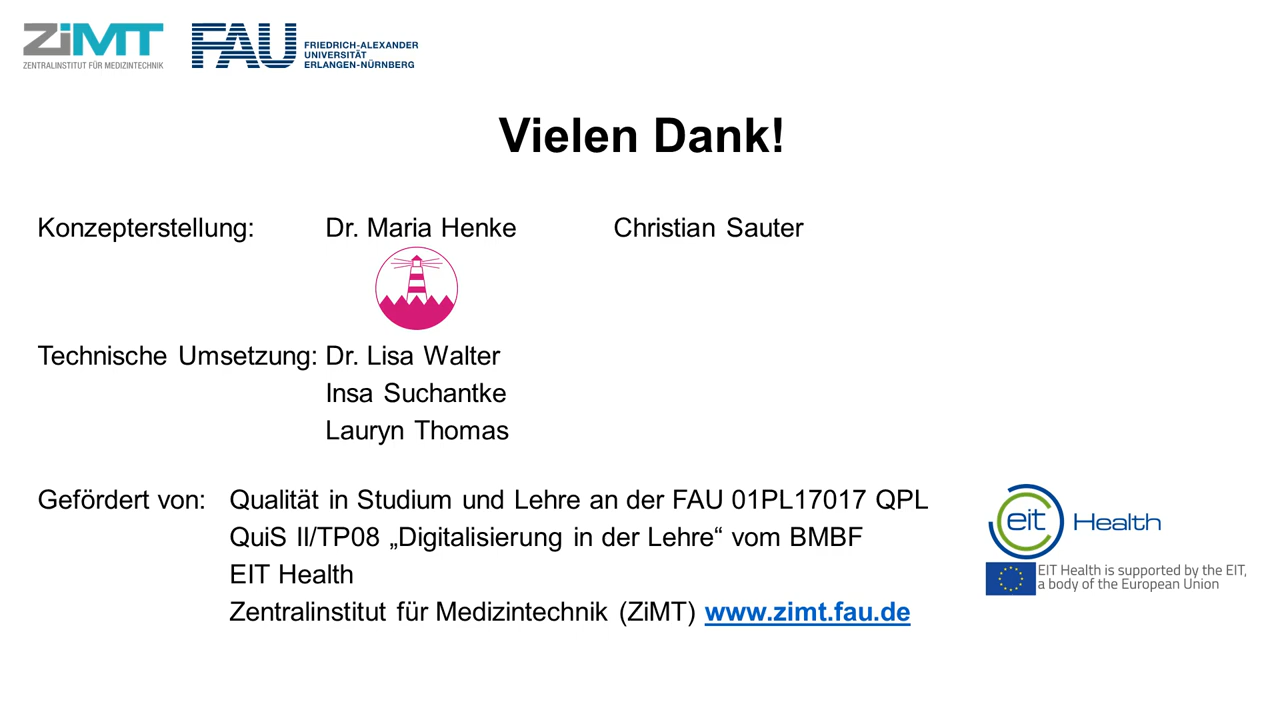 ZiMT
ZENTRALINSTITUT FÜR MEDIZINTECHNIK
FAU
FRIEDRICH-ALEXANDER
UNIVERSITÄT
ERLANGEN-NÜRNBERG
Vielen Dank!
Konzepterstellung: Dr. Maria Henke Christian Sauter
Technische Umsetzung: Dr. Lisa Walter
Insa Suchantke
Lauryn Thomas
Gefördert von: Qualität in Studium und Lehre an der FAU 01PL17017 QPL
QuiS II/TP08 „Digitalisierung in der Lehre“ vom BMBF
EIT Health
Zentralinstitut für Medizintechnik (ZiMT) www.zimt.fau.de
eit Health
EIT Health is supported by the EIT,
a body of the European Union